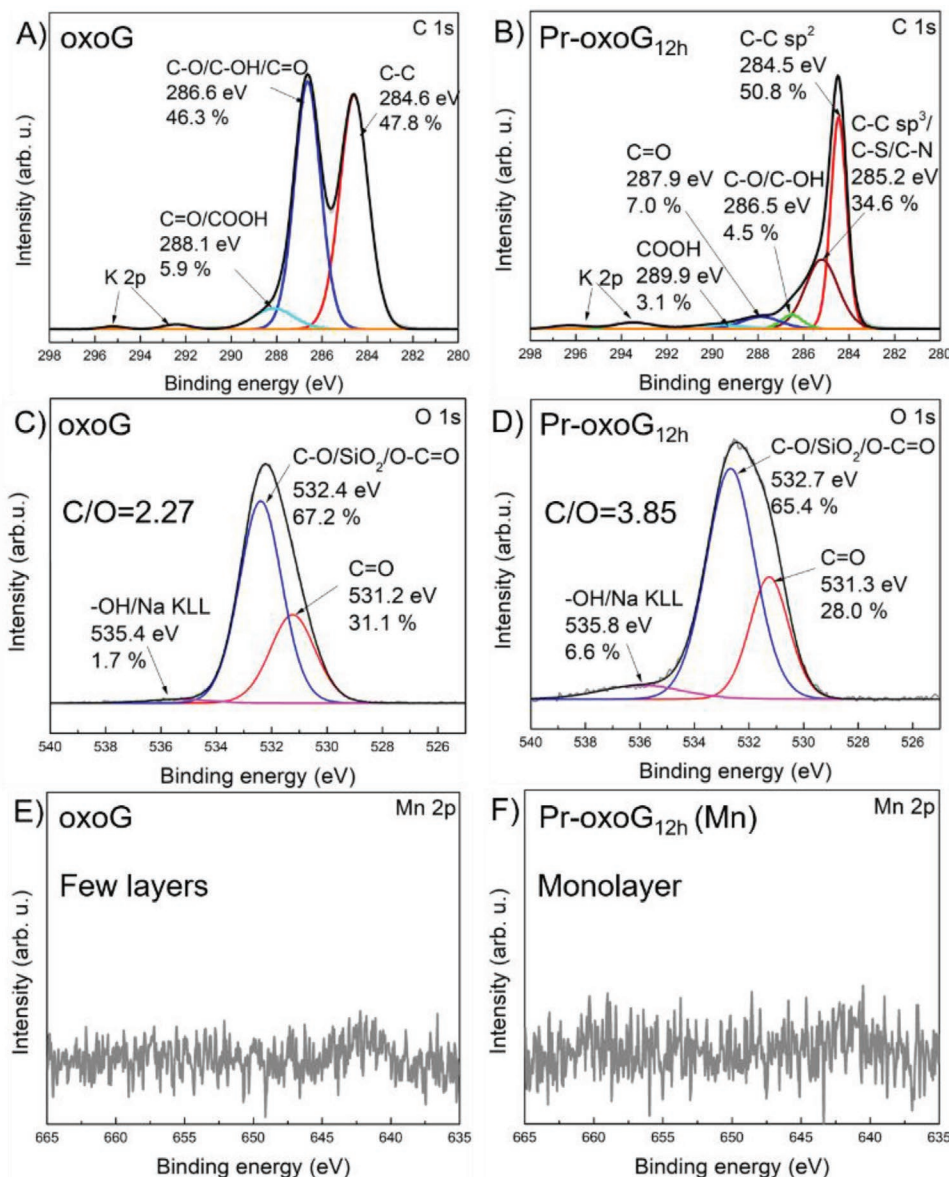 A) oxoG
C 1s
C-O/C-OH/C=O
286.6 eV
46.3 %
C-C
284.6 eV
47.8 %
C=O/COOH
288.1 eV
5.9 %
K 2p
Intensity (arb. u.)
298 296 294 292 290 288 286 284 282 280
Binding energy (eV)
B) Pr-oxoG12h
C 1s
C-C sp2
284.5 eV
50.8 %
C-C sp3/
C-S/C-N
285.2 eV
34.6 %
C=O
287.9 eV
7.0 %
C-O/C-OH
286.5 eV
4.5 %
COOH
289.9 eV
3.1 %
K 2p
Intensity (arb. u.)
298 296 294 292 290 288 286 284 282 280
Binding energy (eV)
C) oxoG
O 1s
C-O/SiO2/O-C=O
532.4 eV
67.2 %
C/O=2.27
C=O
531.2 eV
31.1 %
-OH/Na KLL
535.4 eV
1.7 %
Intensity (arb.u.)
540 538 536 534 532 530 528 526
Binding energy (eV)
D) Pr-oxoG12h
O 1s
C-O/SiO2/O-C=O
532.7 eV
65.4 %
C/O=3.85
C=O
531.3 eV
28.0 %
-OH/Na KLL
535.8 eV
6.6 %
Intensity (arb.u.)
540 538 536 534 532 530 528 526
Binding energy (eV)
E) oxoG
Mn 2p
Few layers
Intensity (arb. u.)
665 660 655 650 645 640 635
Binding energy (eV)
F) Pr-oxoG12h (Mn)
Mn 2p
Monolayer
Intensity (arb. u.)
665 660 655 650 645 640 635
Binding energy (eV)